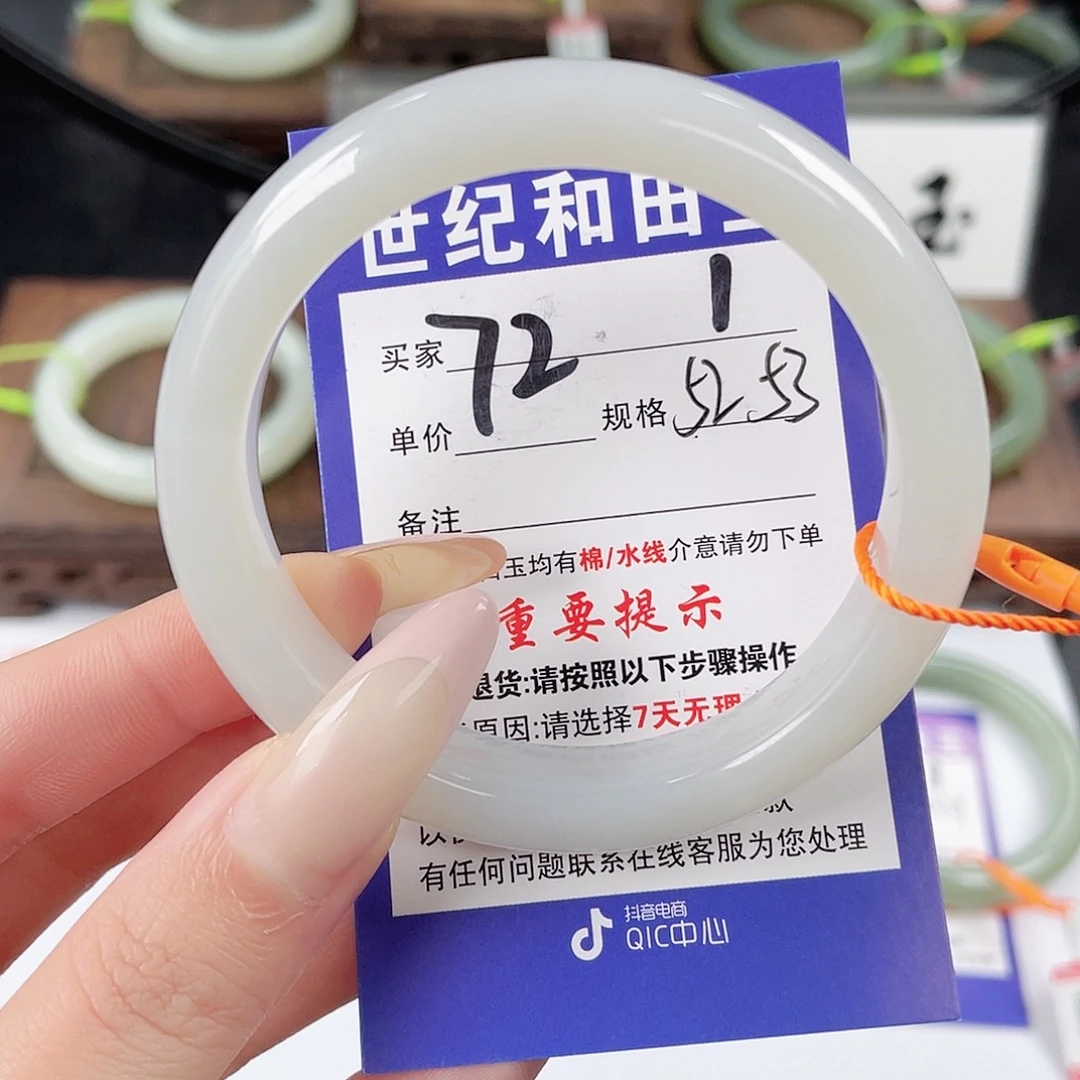 世纪和田玉
1
买家 72
单价 规格 52 53
备注
玉均有棉/水线介意请勿下单
重要提示
退货:请按照以下步骤操作
原因:请选择7天无理
款
有任何问题联系在线客服为您处理
抖音电商
QIC中心
玉